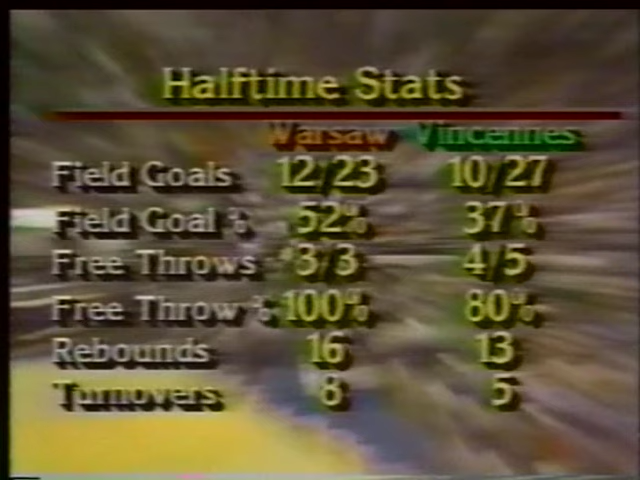 Halftime Stats
Warsaw Vincennes
Field Goals 12/23 10/27
Field Goal % 52% 37%
Free Throws 3/3 4/5
Free Throw % 100% 80%
Rebounds 16 13
Turnovers 8 5